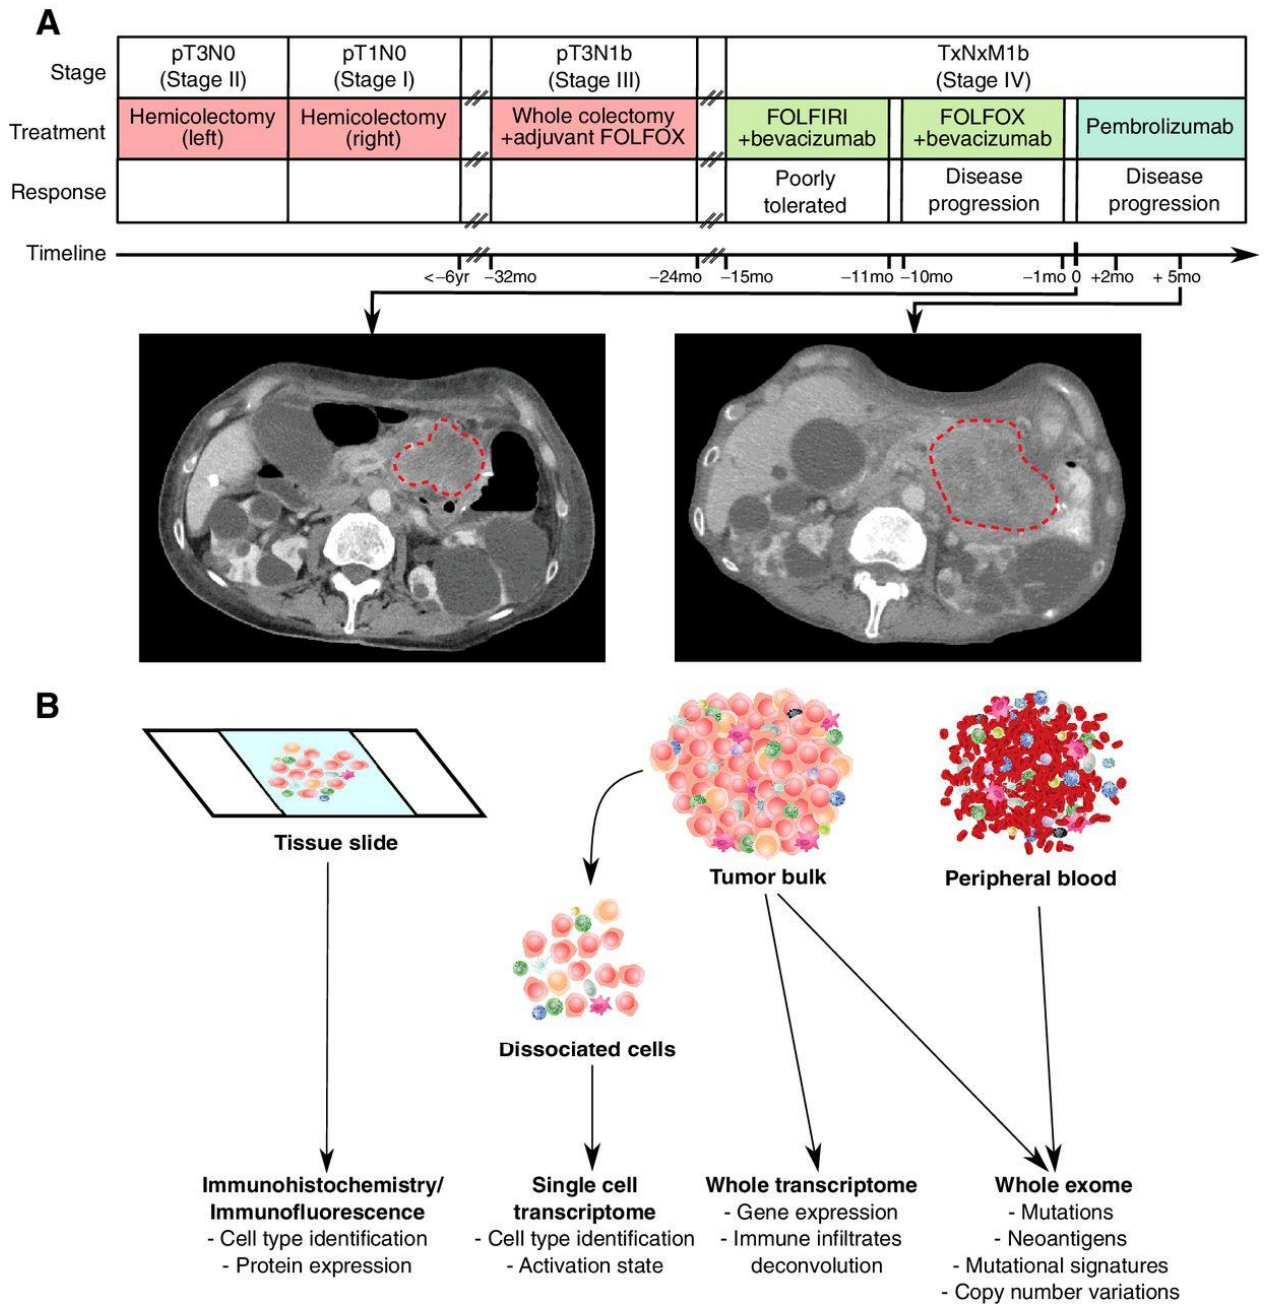 A
Stage
pT3N0
(Stage II)
pT1N0
(Stage I)
pT3N1b
(Stage III)
TxNxM1b
(Stage IV)
Treatment
Hemicolectomy
(left)
Hemicolectomy
(right)
Whole colectomy
+adjuvant FOLFOX
FOLFIRI
+bevacizumab
FOLFOX
+bevacizumab
Pembrolizumab
Response
Poorly
tolerated
Disease
progression
Disease
progression
Timeline
<–6yr –32mo –24mo –15mo –11mo –10mo –1mo 0 +2mo + 5mo
B
Tissue slide
Tumor bulk
Peripheral blood
Dissociated cells
Immunohistochemistry/
Immunofluorescence
- Cell type identification
- Protein expression
Single cell
transcriptome
- Cell type identification
- Activation state
Whole transcriptome
- Gene expression
- Immune infiltrates
deconvolution
Whole exome
- Mutations
- Neoantigens
- Mutational signatures
- Copy number variations